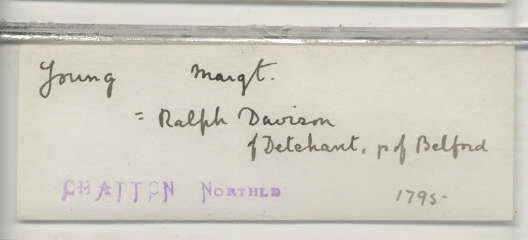 Young Margt.
= Ralph Davison
of Detchant, p of Belford
CHATTON NORTHLD 1795-